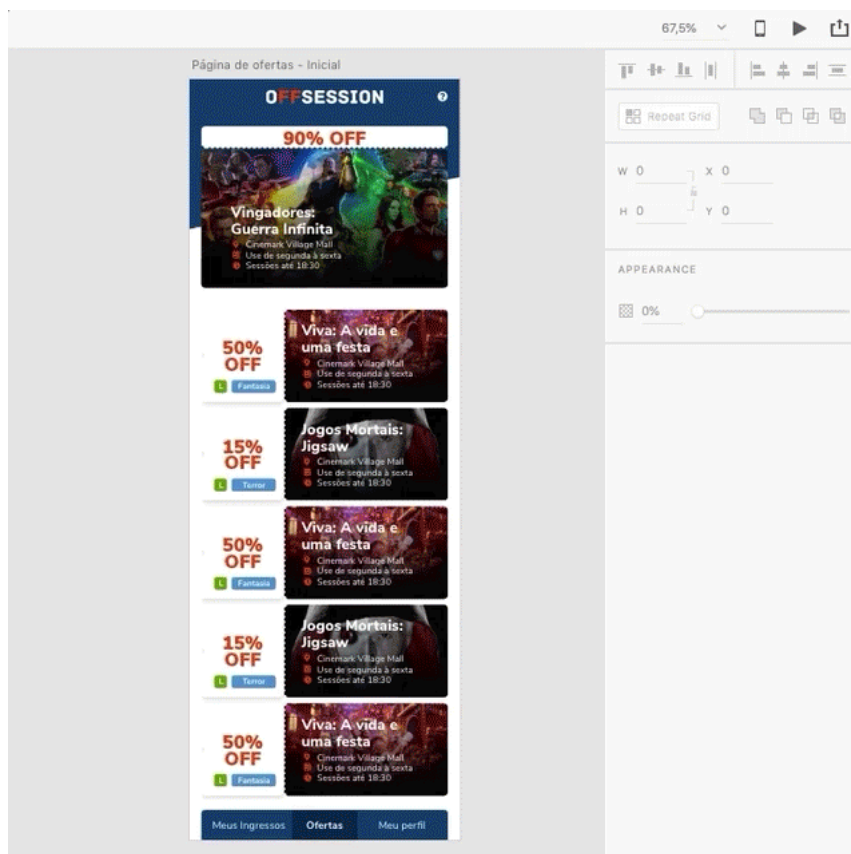 67,5%
Página de ofertas - Inicial
OFFSESSION
?
90% OFF
Vingadores:
Guerra Infinita
Cinemark Village Mall
Use de segunda à sexta
Sessões até 18:30
50%
OFF
L Fantasia
Viva: A vida e
uma festa
Cinemark Village Mall
Use de segunda à sexta
Sessões até 18:30
15%
OFF
L Terror
Jogos Mortais:
Jigsaw
Cinemark Village Mall
Use de segunda à sexta
Sessões até 18:30
50%
OFF
L Fantasia
Viva: A vida e
uma festa
Cinemark Village Mall
Use de segunda à sexta
Sessões até 18:30
15%
OFF
L Terror
Jogos Mortais:
Jigsaw
Cinemark Village Mall
Use de segunda à sexta
Sessões até 18:30
50%
OFF
L Fantasia
Viva: A vida e
uma festa
Cinemark Village Mall
Use de segunda à sexta
Sessões até 18:30
Meus Ingressos Ofertas Meu perfil
Repeat Grid
W 0 X 0
H 0 Y 0
APPEARANCE
0%